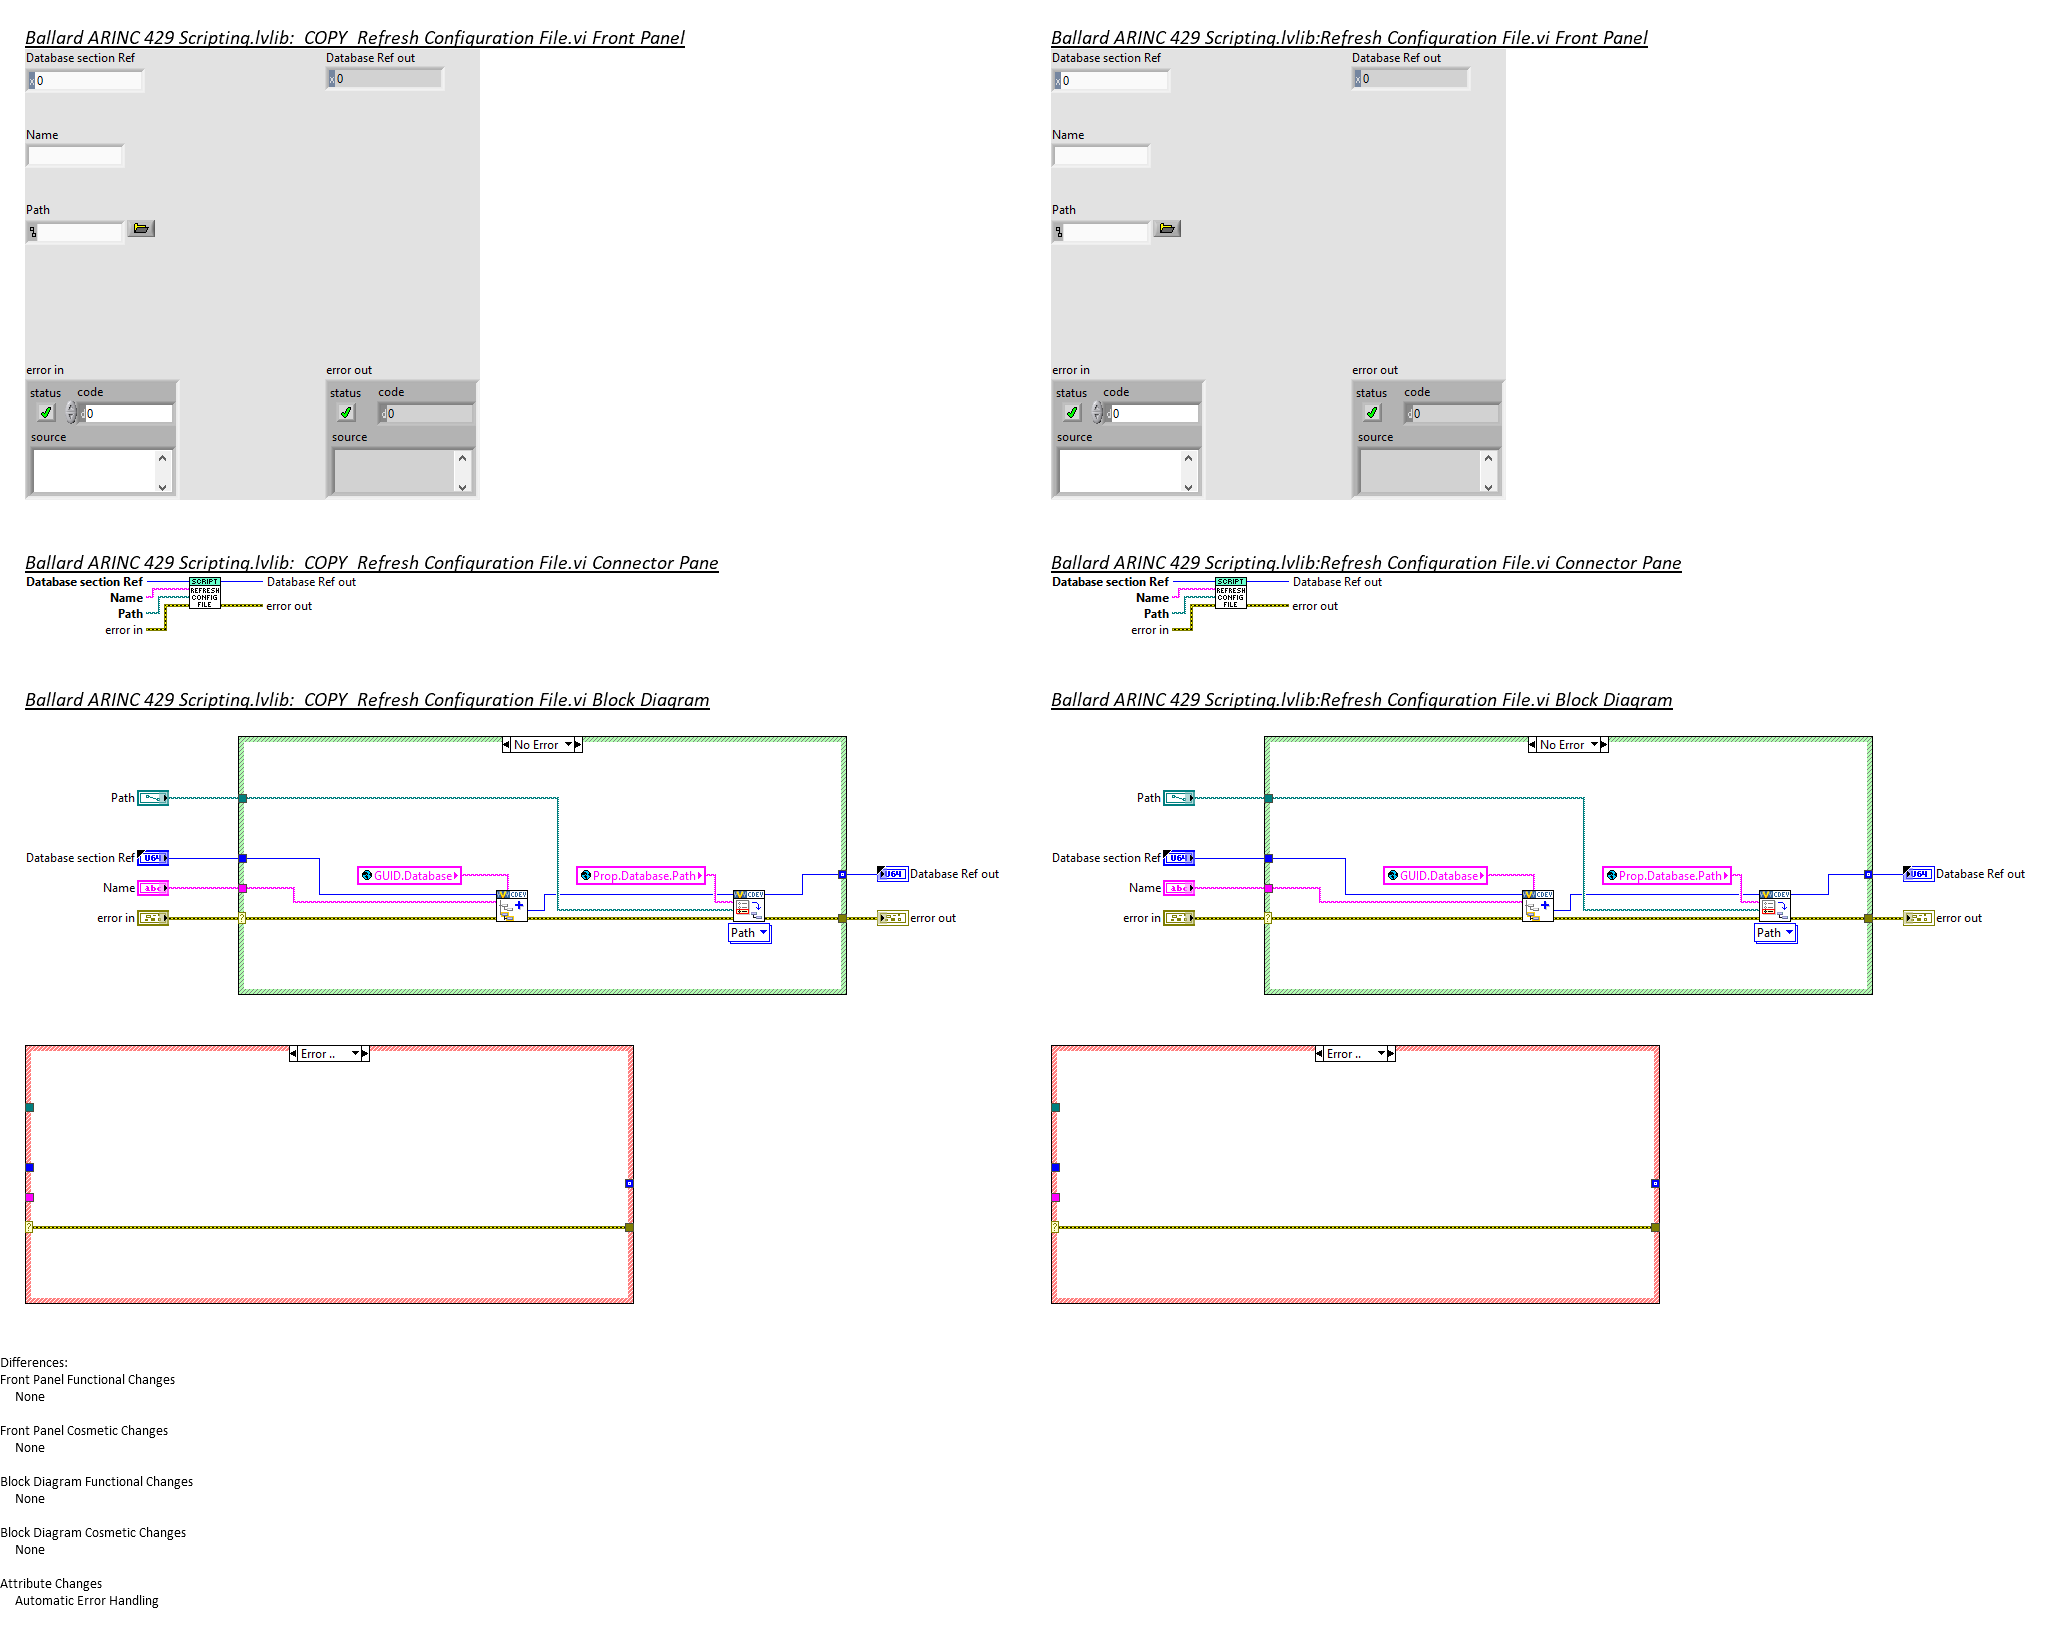 Ballard ARINC 429 Scripting.lvlib:  COPY  Refresh Configuration File.vi Front Panel
Database section Ref
Database Ref out
x 0
x 0
Name
Path
error in
error out
status code
status code
d 0
d 0
source
source
Ballard ARINC 429 Scripting.lvlib:  COPY  Refresh Configuration File.vi Connector Pane
Database section Ref
SCRIPT
Database Ref out
Name
REFRESH
CONFIG
FILE
Path
error out
error in
Ballard ARINC 429 Scripting.lvlib:  COPY  Refresh Configuration File.vi Block Diagram
No Error
Path
Database section Ref
U64
GUID.Database
Prop.Database.Path
U64
Database Ref out
Name
abc
CDEV
CDEV
error in
?
error out
Path
Error ..
?
Ballard ARINC 429 Scripting.lvlib:Refresh Configuration File.vi Front Panel
Database section Ref
Database Ref out
x 0
x 0
Name
Path
error in
error out
status code
status code
d 0
d 0
source
source
Ballard ARINC 429 Scripting.lvlib:Refresh Configuration File.vi Connector Pane
Database section Ref
SCRIPT
Database Ref out
Name
REFRESH
CONFIG
FILE
Path
error out
error in
Ballard ARINC 429 Scripting.lvlib:Refresh Configuration File.vi Block Diagram
No Error
Path
Database section Ref
U64
GUID.Database
Prop.Database.Path
U64
Database Ref out
Name
abc
CDEV
CDEV
error in
?
error out
Path
Error ..
?
Differences:
Front Panel Functional Changes
None
Front Panel Cosmetic Changes
None
Block Diagram Functional Changes
None
Block Diagram Cosmetic Changes
None
Attribute Changes
Automatic Error Handling